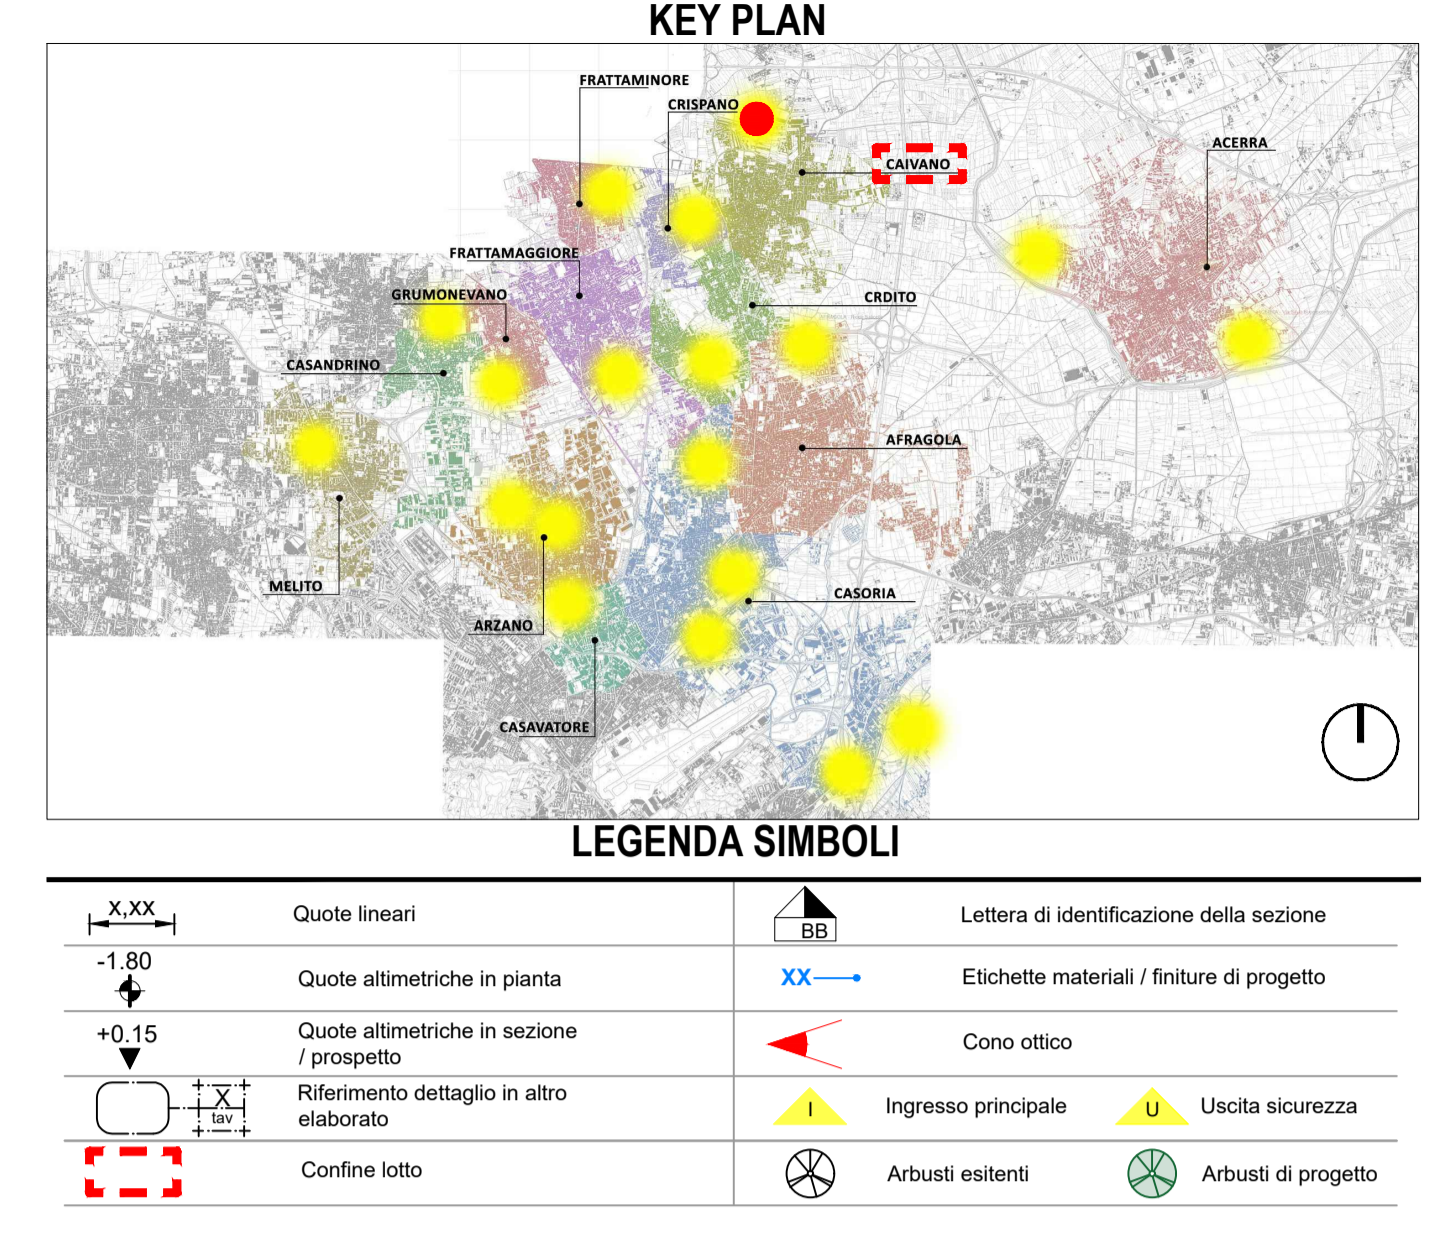 KEY PLAN
FRATTAMINORE
CRISPANO
ACERRA
CAIVANO
FRATTAMAGGIORE
GRUMONEVANO
CRDITO
CASANDRINO
AFRAGOLA
MELITO
CASORIA
ARZANO
CASAVATORE
LEGENDA SIMBOLI
X,XX
Quote lineari
BB
Lettera di identificazione della sezione
-1.80
Quote altimetriche in pianta
XX
Etichette materiali / finiture di progetto
+0.15
Quote altimetriche in sezione
/ prospetto
Cono ottico
X
tav
Riferimento dettaglio in altro
elaborato
I
Ingresso principale
U
Uscita sicurezza
Confine lotto
Arbusti esitenti
Arbusti di progetto